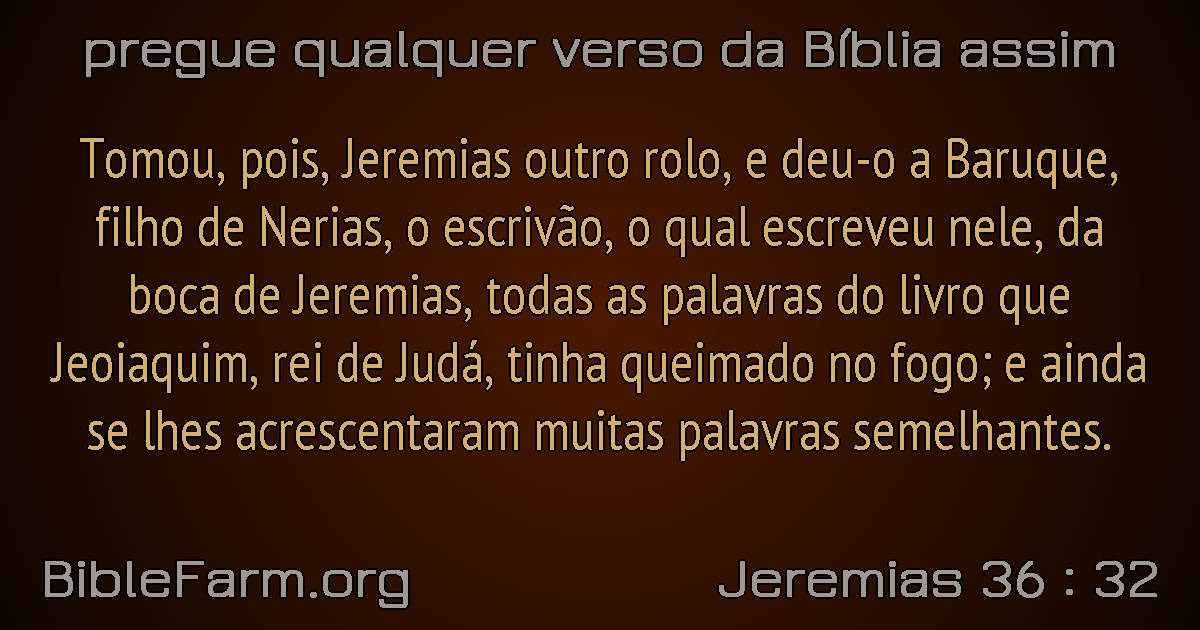 pregue qualquer verso da Bíblia assim
Tomou, pois, Jeremias outro rolo, e deu-o a Baruque,
filho de Nerias, o escrivão, o qual escreveu nele, da
boca de Jeremias, todas as palavras do livro que
Jeoiaquim, rei de Judá, tinha queimado no fogo; e ainda
se lhes acrescentaram muitas palavras semelhantes.
BibleFarm.org
Jeremias 36 : 32